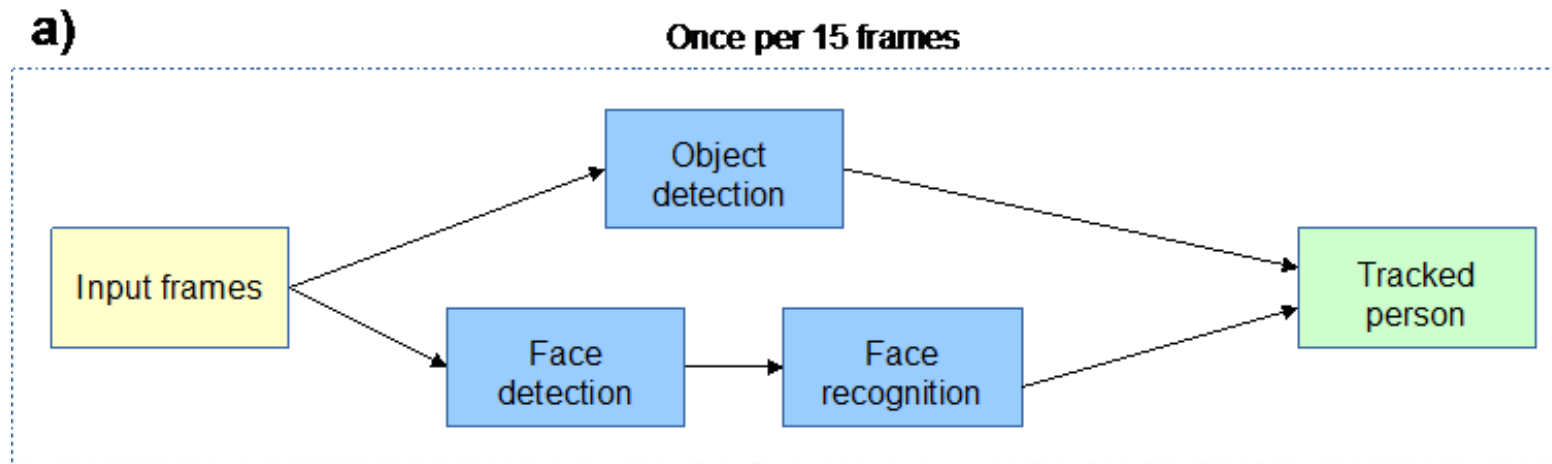 a)
Once per 15 frames
Object
detection
Input frames
Tracked
person
Face
detection
Face
recognition